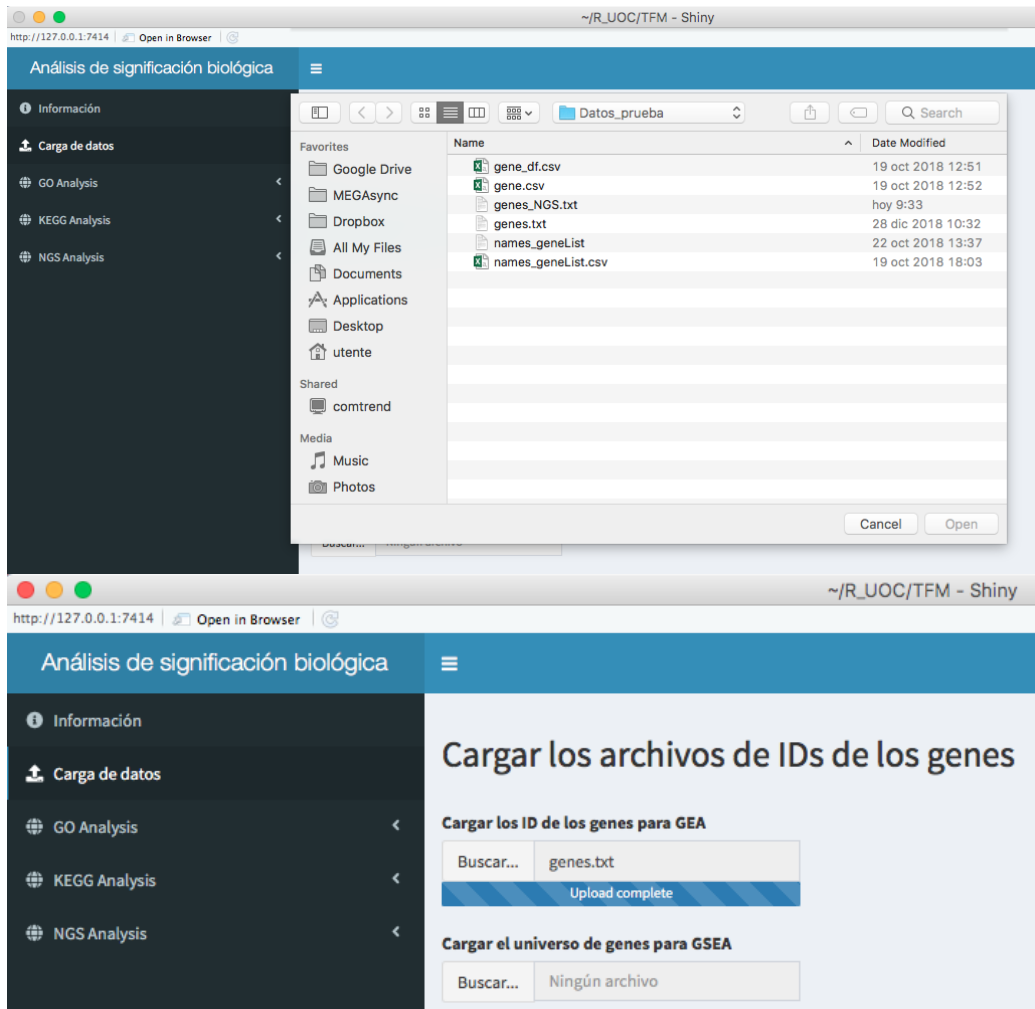 ~/R_UOC/TFM - Shiny
http://127.0.0.1:7414 Open in Browser
Análisis de significación biológica
Información
Carga de datos
GO Analysis
KEGG Analysis
NGS Analysis
Datos_prueba
Search
Favorites
Google Drive
MEGAsync
Dropbox
All My Files
Documents
Applications
Desktop
utente
Shared
comtrend
Media
Music
Photos
Name Date Modified
gene_df.csv 19 oct 2018 12:51
gene.csv 19 oct 2018 12:52
genes_NGS.txt hoy 9:33
genes.txt 28 dic 2018 10:32
names_geneList 22 oct 2018 13:37
names_geneList.csv 19 oct 2018 18:03
Cancel Open
Buscar... Ningún archivo
~/R_UOC/TFM - Shiny
http://127.0.0.1:7414 Open in Browser
Análisis de significación biológica
Información
Carga de datos
GO Analysis
KEGG Analysis
NGS Analysis
Cargar los archivos de IDs de los genes
Cargar los ID de los genes para GEA
Buscar... genes.txt
Upload complete
Cargar el universo de genes para GSEA
Buscar... Ningún archivo